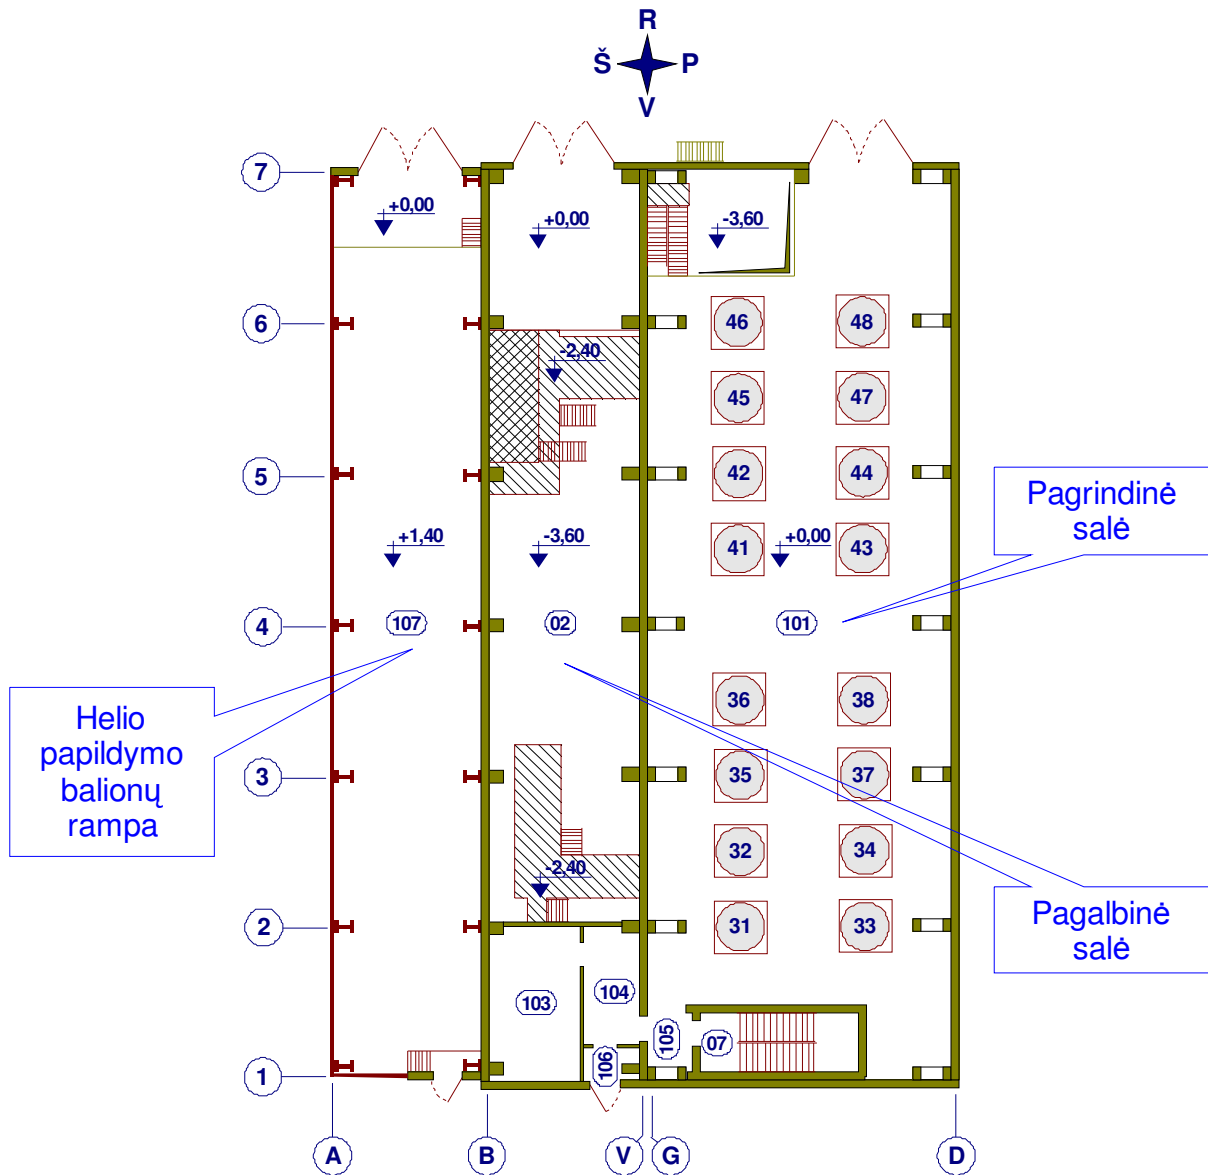 R
Š P
V
7
+0,00
+0,00
-3,60
6
46
48
-2,40
45
47
5
42
44
Pagrindinė
salė
+1,40
-3,60
41
+0,00
43
4
107
02
101
Helio
papildymo
balionų
rampa
36
38
3
35
37
32
34
-2,40
2
31
33
Pagalbinė
salė
103
104
105
07
106
1
A
B
V
G
D